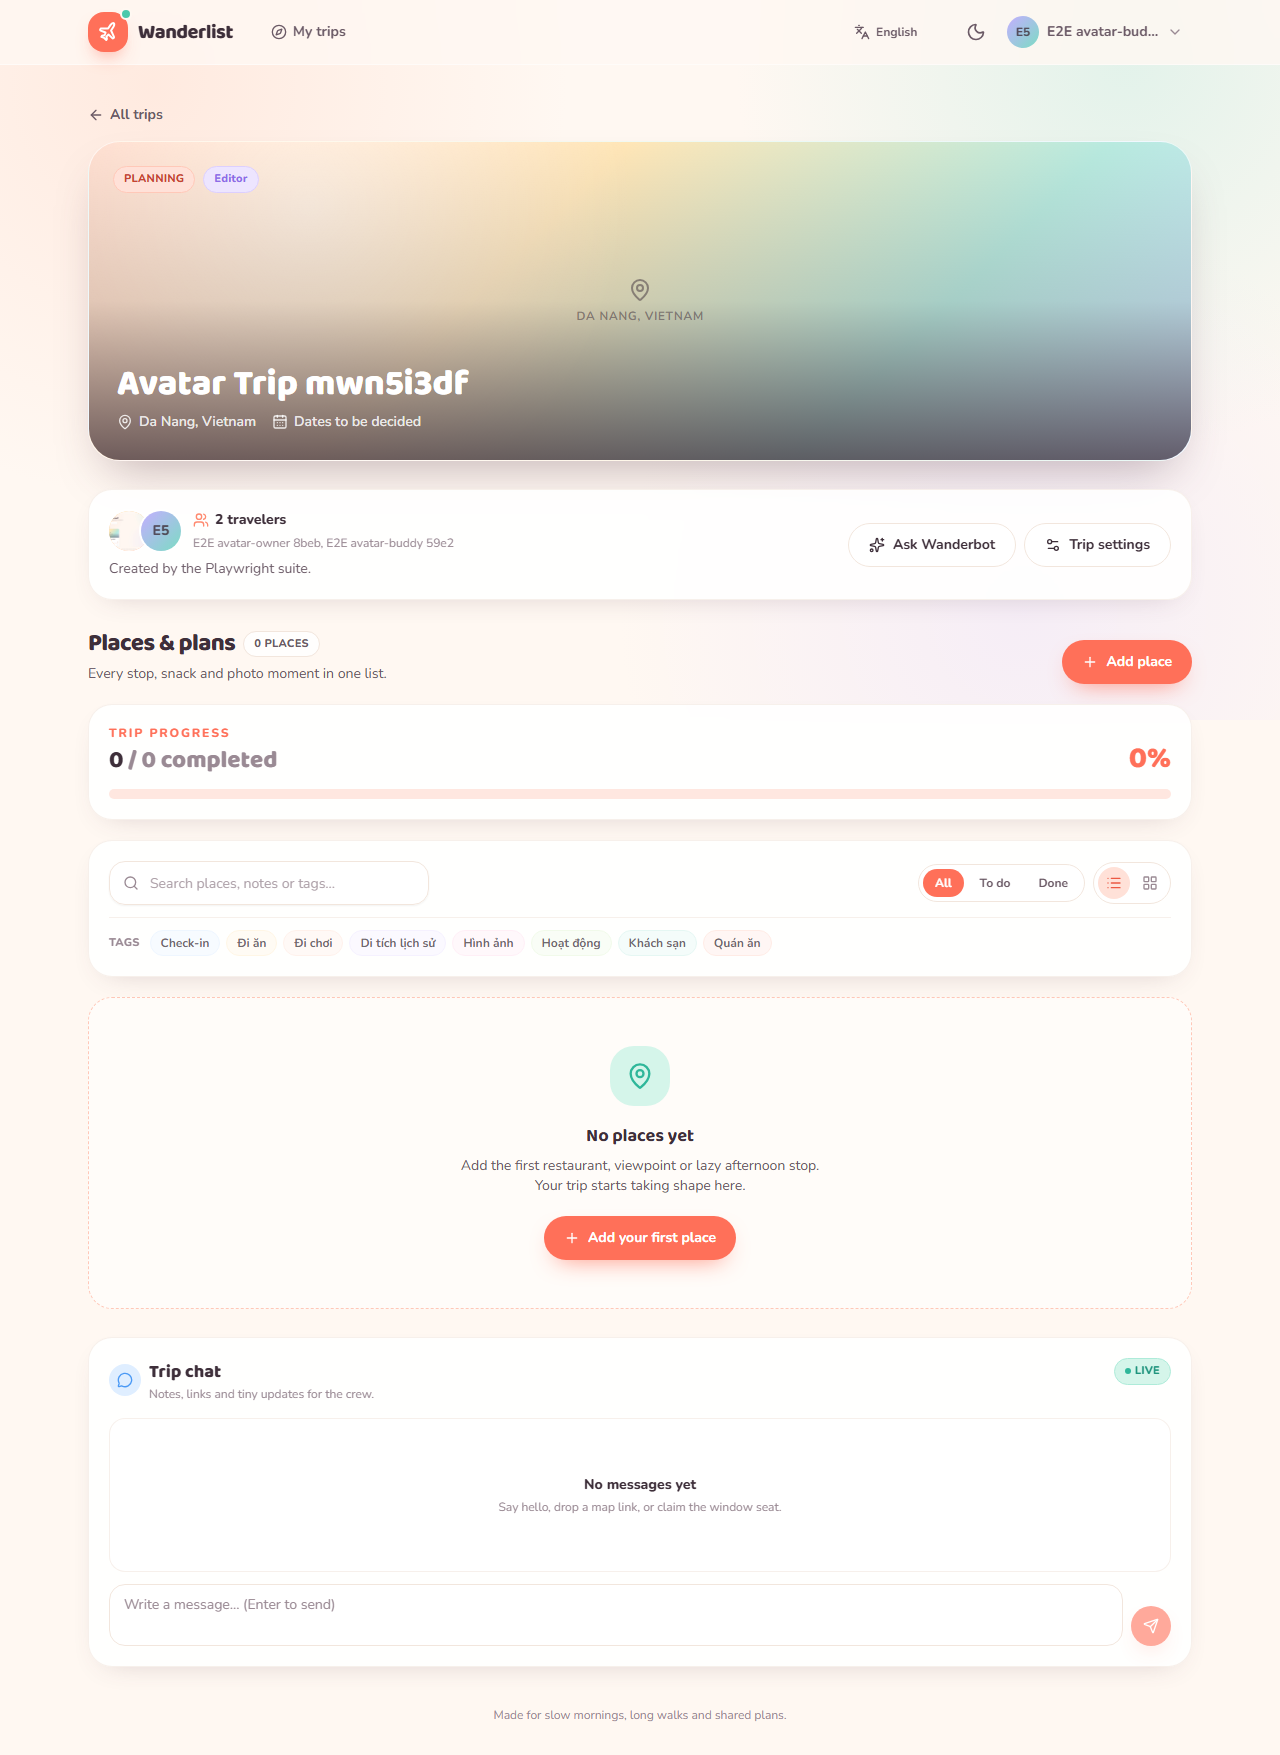 Wanderlist
My trips
English
E5
E2E avatar-bud...
All trips
PLANNING
Editor
DA NANG, VIETNAM
Avatar Trip mwn5i3df
Da Nang, Vietnam
Dates to be decided
E5
2 travelers
E2E avatar-owner 8beb, E2E avatar-buddy 59e2
Created by the Playwright suite.
Ask Wanderbot
Trip settings
Places & plans
0 PLACES
Every stop, snack and photo moment in one list.
Add place
TRIP PROGRESS
0 / 0 completed
0%
Search places, notes or tags...
All
To do
Done
TAGS
Check-in
Đi ăn
Đi chơi
Di tích lịch sử
Hình ảnh
Hoạt động
Khách sạn
Quán ăn
No places yet
Add the first restaurant, viewpoint or lazy afternoon stop.
Your trip starts taking shape here.
Add your first place
Trip chat
Notes, links and tiny updates for the crew.
LIVE
No messages yet
Say hello, drop a map link, or claim the window seat.
Write a message... (Enter to send)
Made for slow mornings, long walks and shared plans.